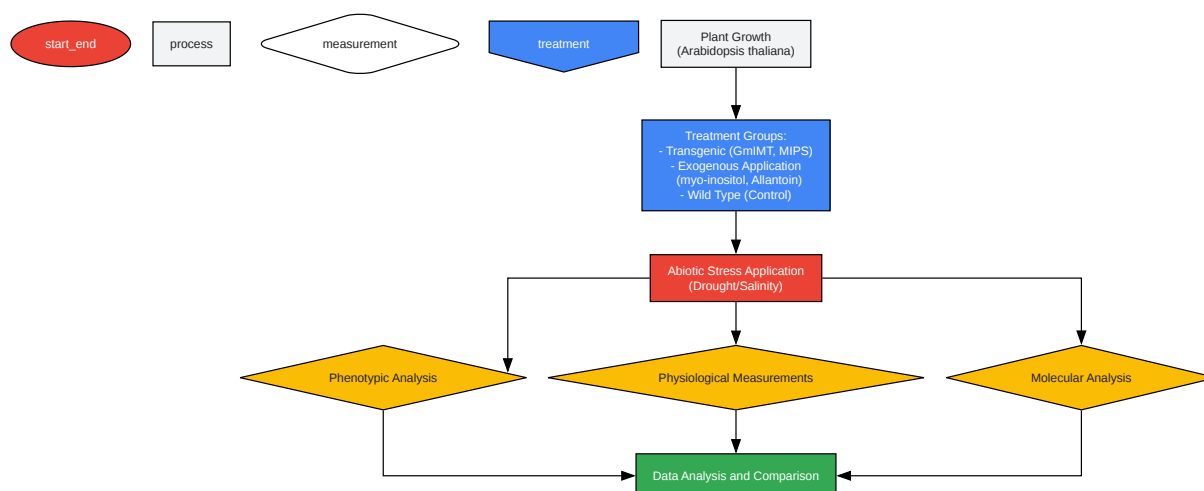 start_end
process
measurement
treatment
Plant Growth
(Arabidopsis thaliana)
Treatment Groups:
- Transgenic (GmIMT, MIPS)
- Exogenous Application
(myo-inositol, Allantoin)
- Wild Type (Control)
Abiotic Stress Application
(Drought/Salinity)
Phenotypic Analysis
Physiological Measurements
Molecular Analysis
Data Analysis and Comparison